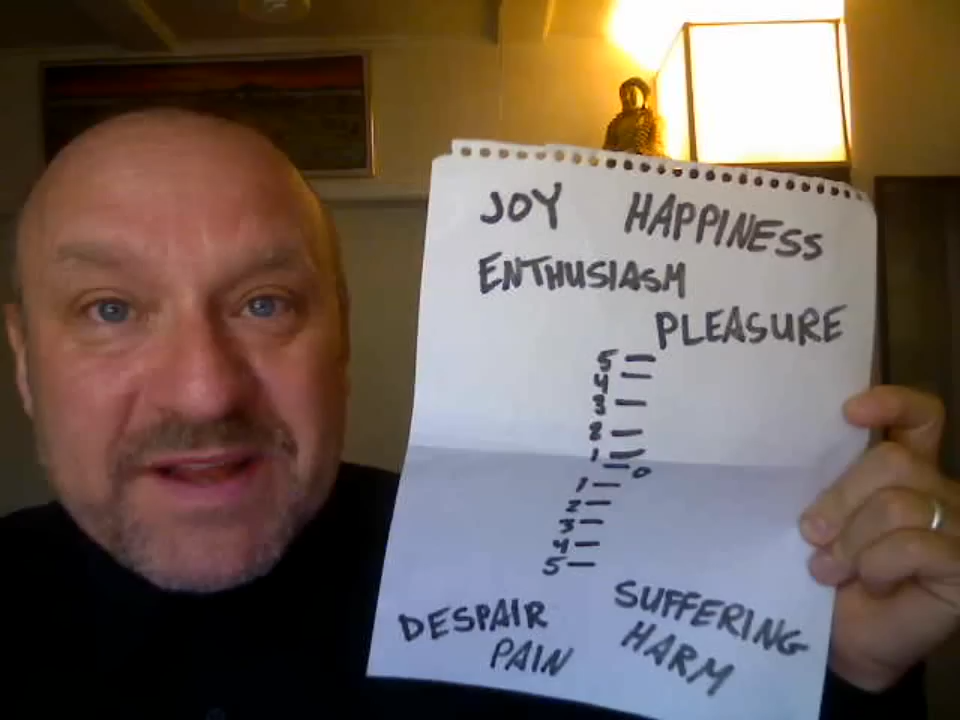 JOY HAPPINESS
ENTHUSIASM
PLEASURE
5
4
3
2
1
0
1
2
3
4
5
DESPAIR SUFFERING
PAIN HARM